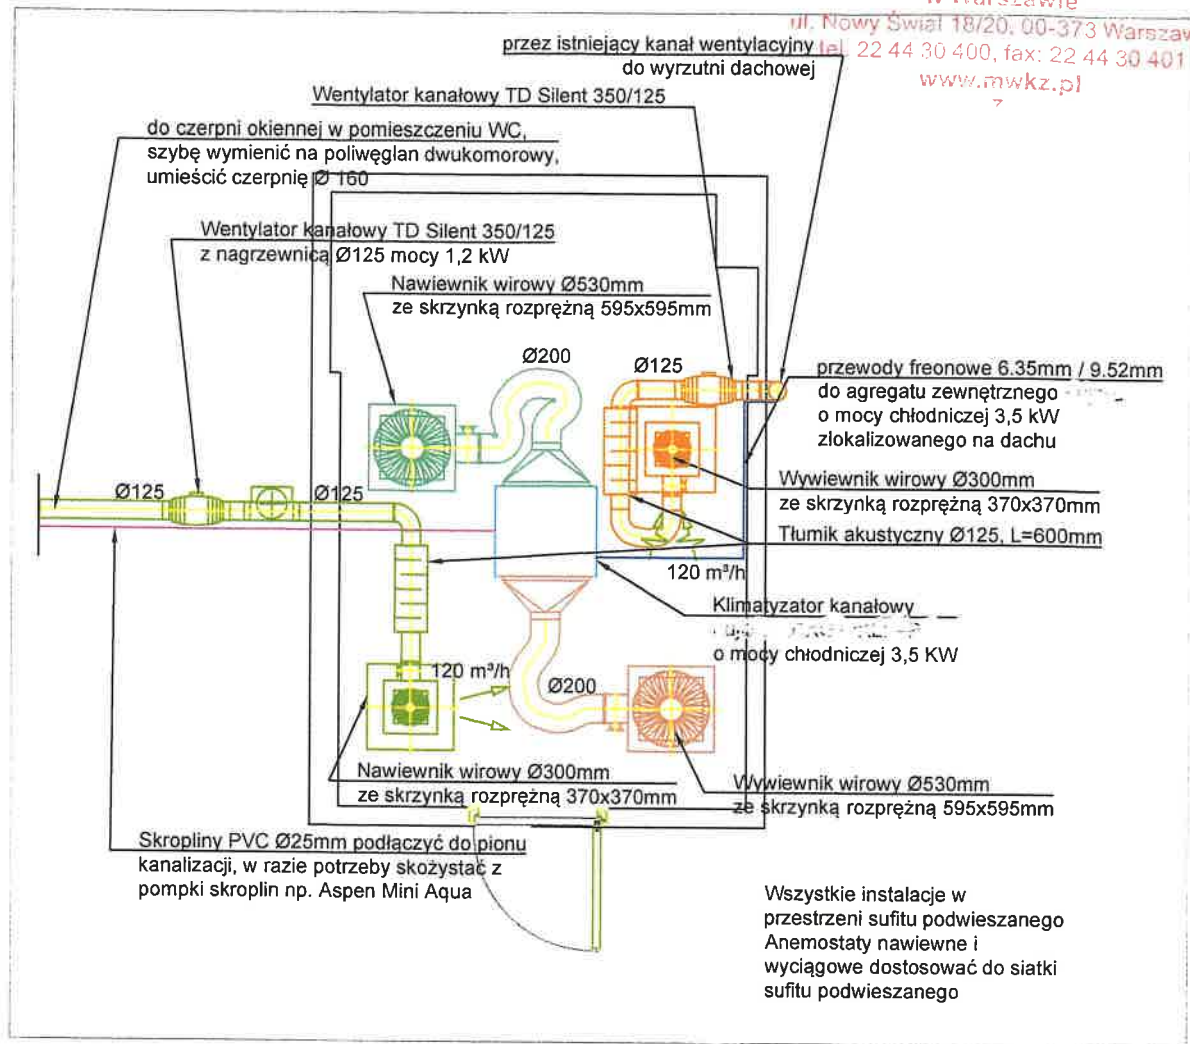 w Warszawie
ul. Nowy Świat 18/20, 00-373 Warszaw
tel. 22 44 30 400, fax: 22 44 30 401
www.mwkz.pl
przez istniejący kanał wentylacyjny
do wyrzutni dachowej
Wentylator kanałowy TD Silent 350/125
do czerpni okiennej w pomieszczeniu WC,
szybę wymienić na poliwęglan dwukomorowy,
umieścić czerpnię Ø 160
Wentylator kanałowy TD Silent 350/125
z nagrzewnicą Ø125 mocy 1,2 kW
Nawiewnik wirowy Ø530mm
ze skrzynką rozprężną 595x595mm
Ø200
Ø125
przewody freonowe 6.35mm / 9.52mm
do agregatu zewnętrznego
o mocy chłodniczej 3,5 kW
zlokalizowanego na dachu
Wywiewnik wirowy Ø300mm
ze skrzynką rozprężną 370x370mm
Ø125
Ø125
Tłumik akustyczny Ø125, L=600mm
120 m³/h
Klimatyzator kanałowy
o mocy chłodniczej 3,5 KW
120 m³/h
Ø200
Nawiewnik wirowy Ø300mm
ze skrzynką rozprężną 370x370mm
Wywiewnik wirowy Ø530mm
ze skrzynką rozprężną 595x595mm
Skropliny PVC Ø25mm podłączyć do pionu
kanalizacji, w razie potrzeby skożystać z
pompki skroplin np. Aspen Mini Aqua
Wszystkie instalacje w
przestrzeni sufitu podwieszanego
Anemostaty nawiewne i
wyciągowe dostosować do siatki
sufitu podwieszanego